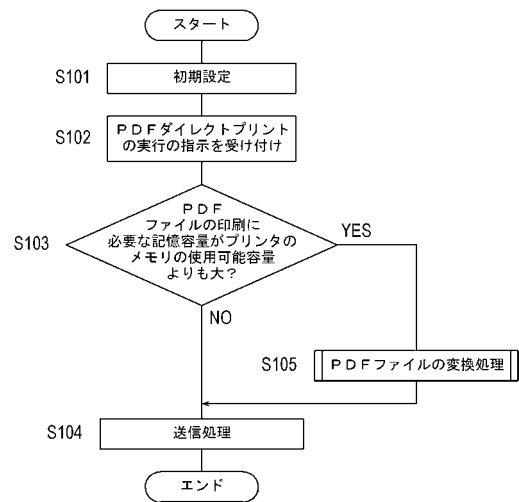 スタート
S101
初期設定
S102
ＰＤＦダイレクトプリント
の実行の指示を受け付け
S103
ＰＤＦ
ファイルの印刷に
必要な記憶容量がプリンタの
メモリの使用可能容量
よりも大？
YES
NO
S105
ＰＤＦファイルの変換処理
S104
送信処理
エンド